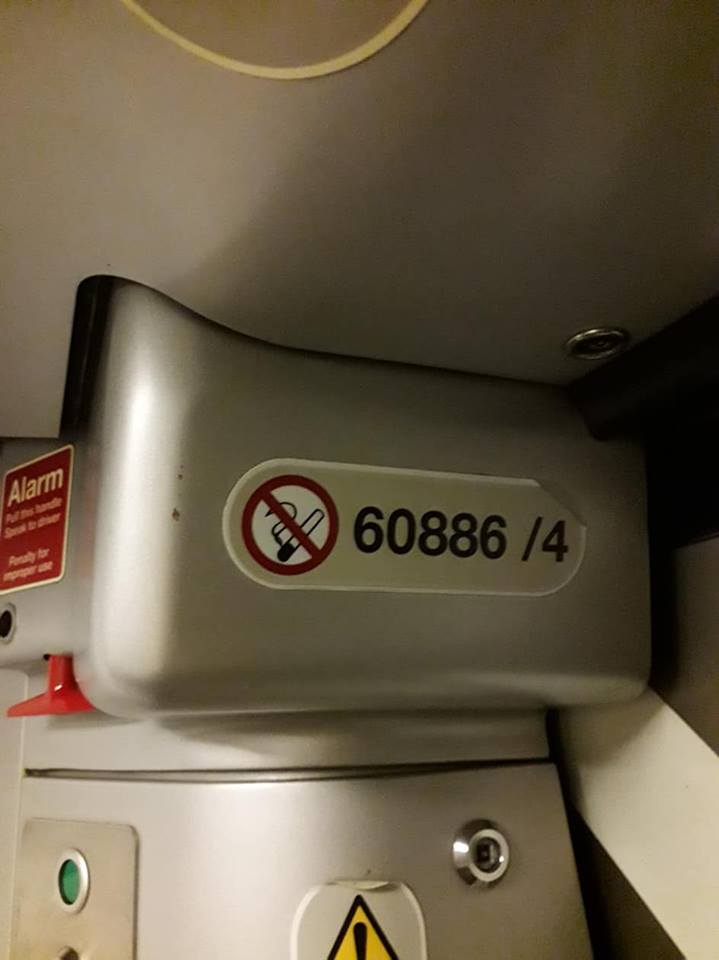 Alarm
Pull this handle
Speak to driver
Penalty for
improper use
60886 /4